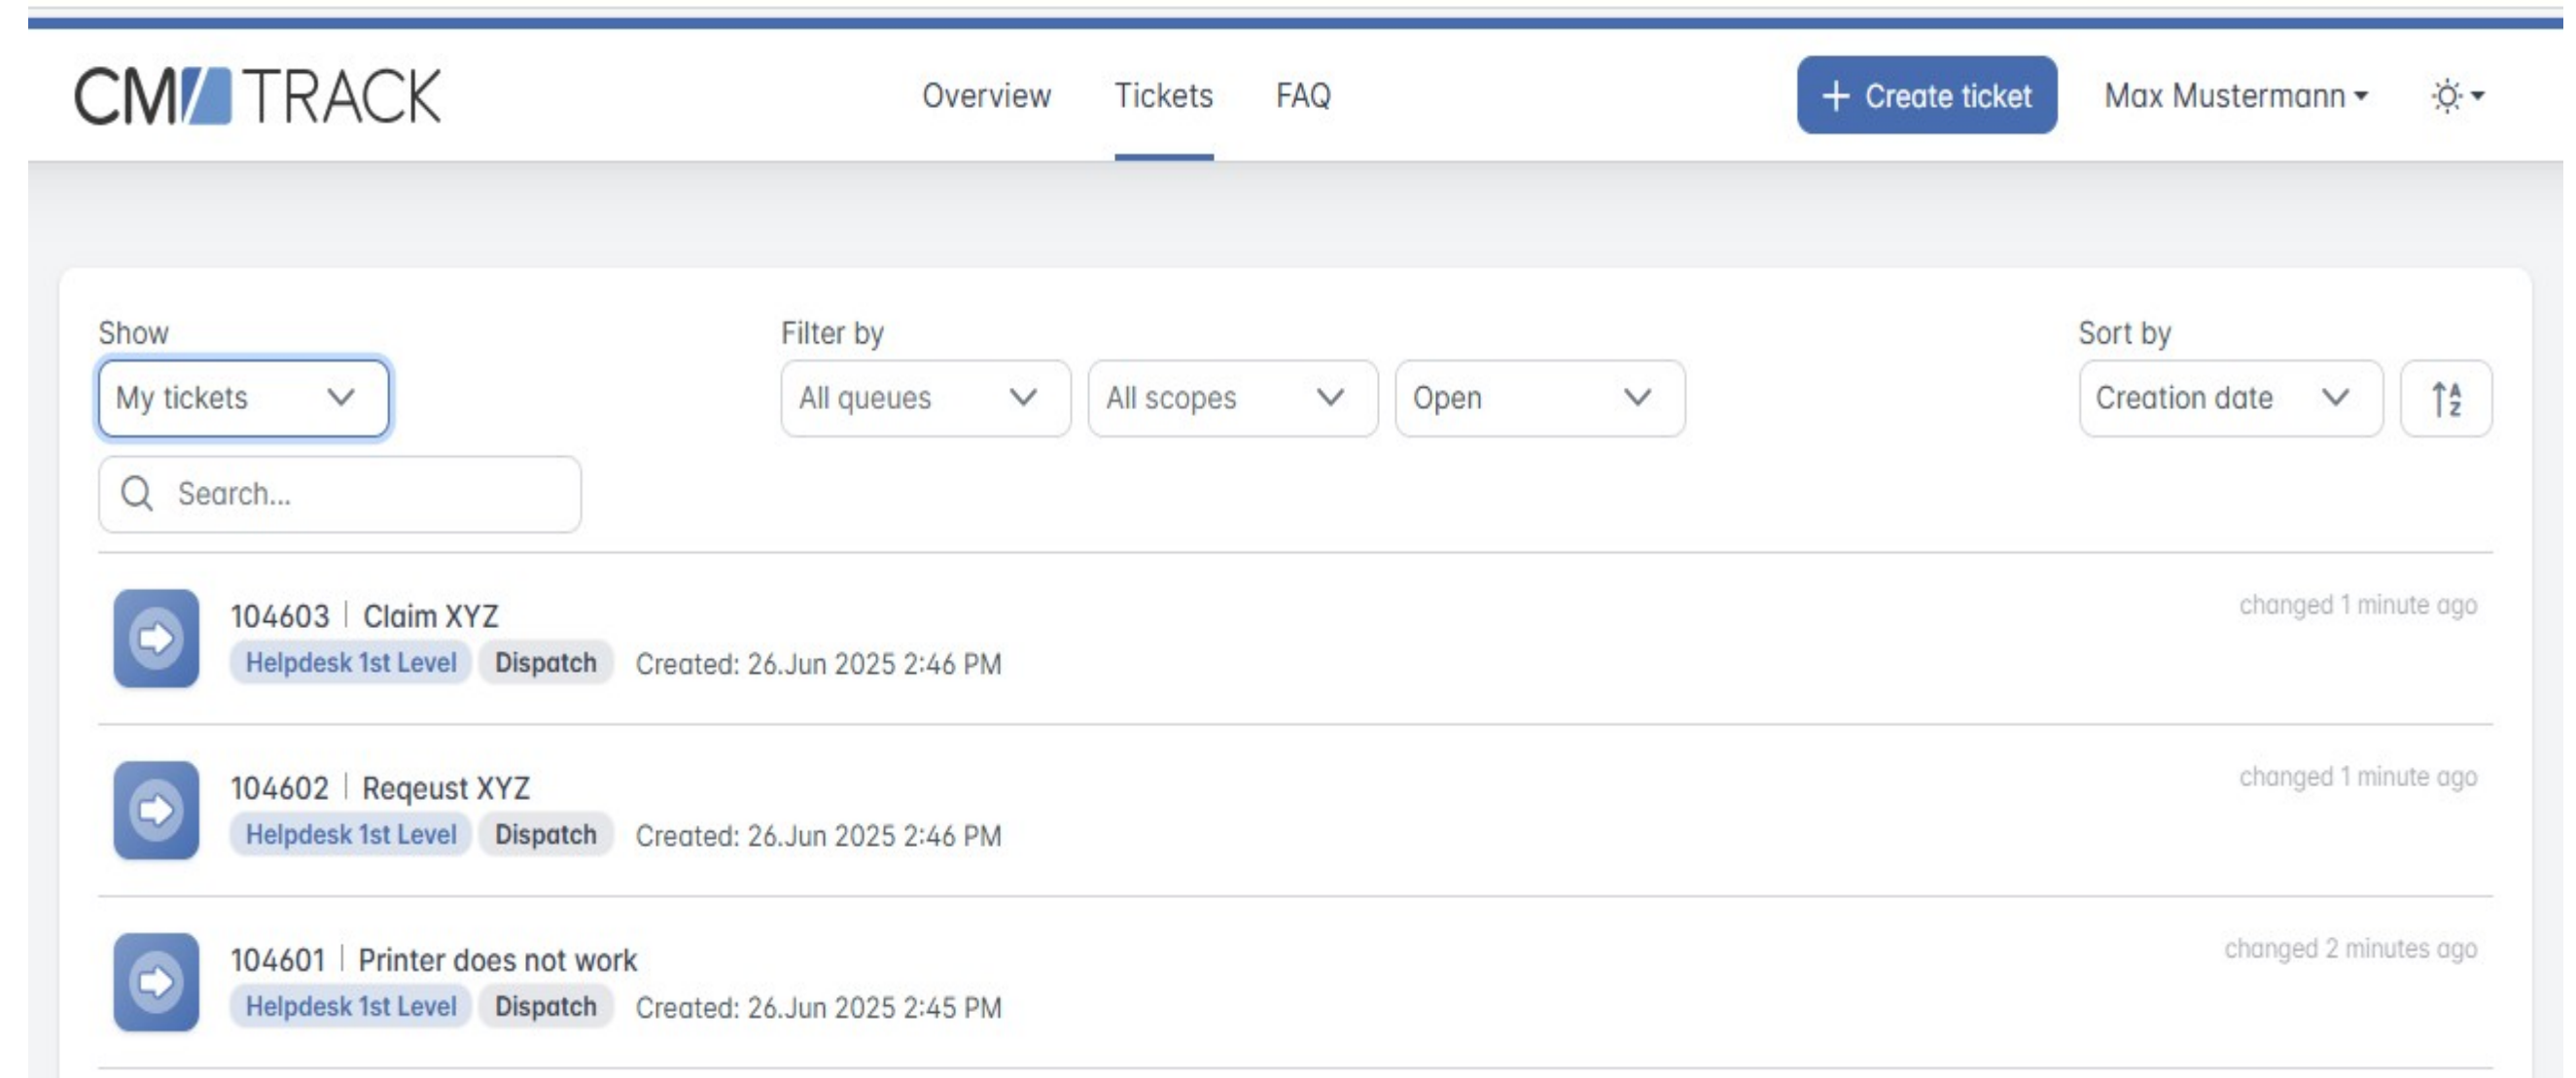 CM/TRACK Overview Tickets FAQ + Create ticket Max Mustermann
Show Filter by Sort by
My tickets All queues All scopes Open Creation date
Search...
104603 | Claim XYZ changed 1 minute ago
Helpdesk 1st Level Dispatch Created: 26.Jun 2025 2:46 PM
104602 | Reqeust XYZ changed 1 minute ago
Helpdesk 1st Level Dispatch Created: 26.Jun 2025 2:46 PM
104601 | Printer does not work changed 2 minutes ago
Helpdesk 1st Level Dispatch Created: 26.Jun 2025 2:45 PM